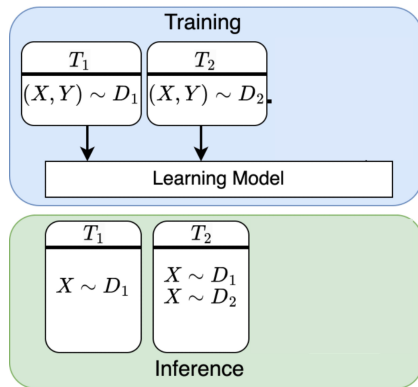 Training
T₁ T₂
(X, Y) ∼ D₁ (X, Y) ∼ D₂
Learning Model
T₁ T₂
X ∼ D₁ X ∼ D₁
X ∼ D₂
Inference